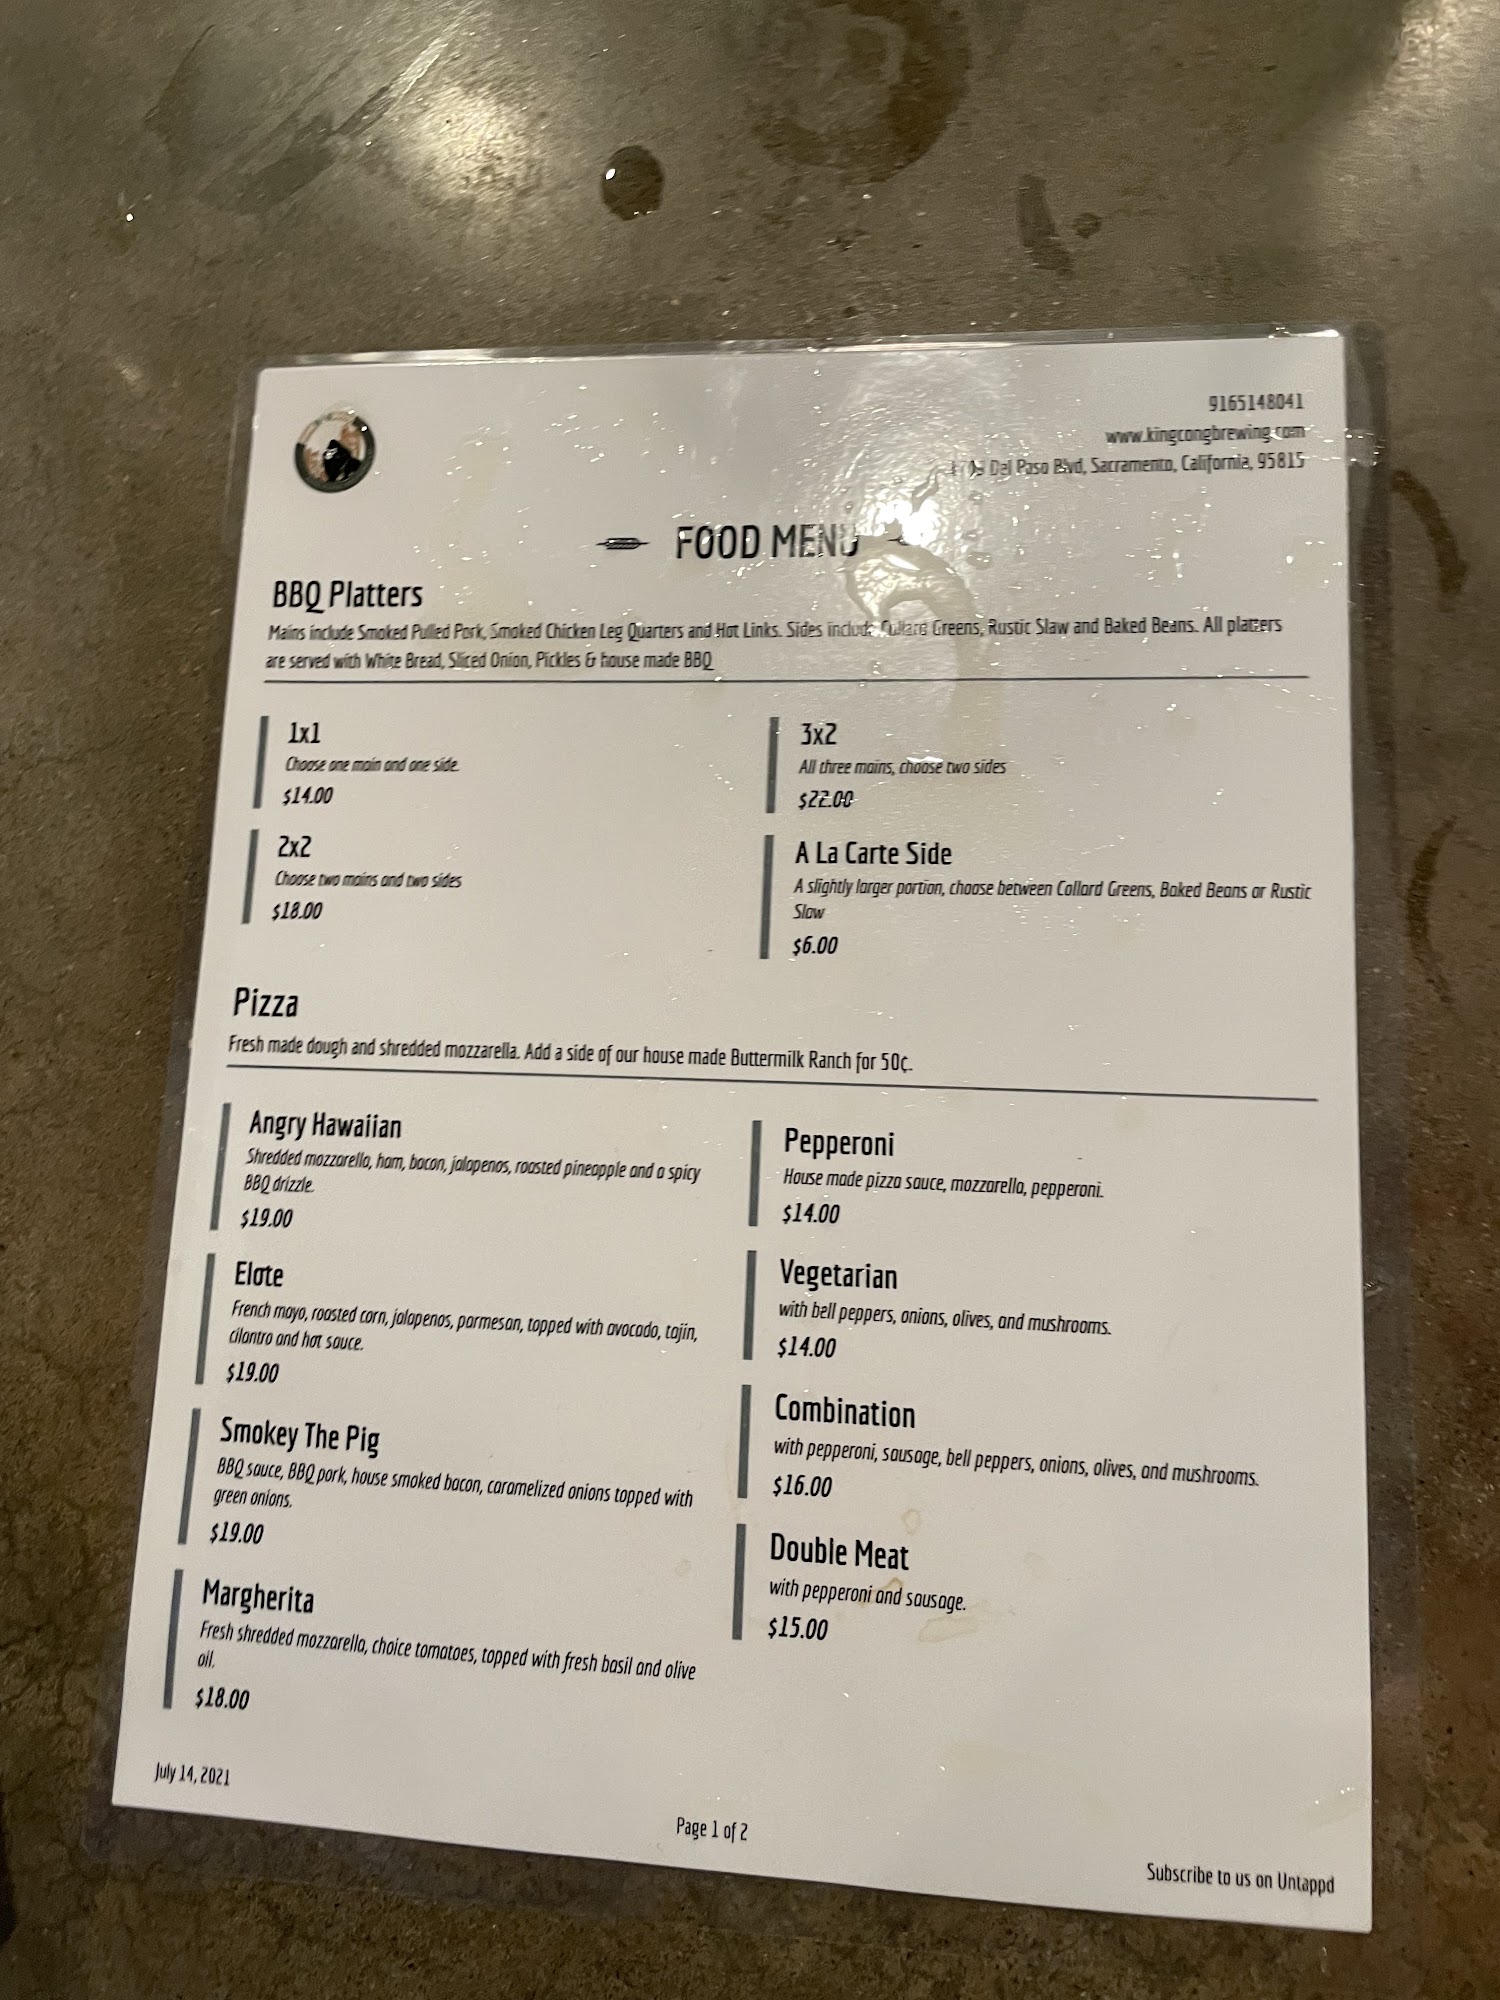 9165148041
www.kingcongbrewing.com
Del Paso Blvd, Sacramento, California, 95815
FOOD MENU
BBQ Platters
Mains include Smoked Pulled Pork, Smoked Chicken Leg Quarters and Hot Links. Sides include Collard Greens, Rustic Slaw and Baked Beans. All platters
are served with White Bread, Sliced Onion, Pickles & house made BBQ
1x1
Choose one main and one side.
$14.00
2x2
Choose two mains and two sides
$18.00
3x2
All three mains, choose two sides
$22.00
A La Carte Side
A slightly larger portion, choose between Collard Greens, Baked Beans or Rustic
Slaw
$6.00
Pizza
Fresh made dough and shredded mozzarella. Add a side of our house made Buttermilk Ranch for 50¢.
Angry Hawaiian
Shredded mozzarella, ham, bacon, jalapenos, roasted pineapple and a spicy
BBQ drizzle.
$19.00
Elote
French mayo, roasted corn, jalapenos, parmesan, topped with avocado, tajin,
cilantro and hot sauce.
$19.00
Smokey The Pig
BBQ sauce, BBQ pork, house smoked bacon, caramelized onions topped with
green onions.
$19.00
Margherita
Fresh shredded mozzarella, choice tomatoes, topped with fresh basil and olive
oil.
$18.00
Pepperoni
House made pizza sauce, mozzarella, pepperoni.
$14.00
Vegetarian
with bell peppers, onions, olives, and mushrooms.
$14.00
Combination
with pepperoni, sausage, bell peppers, onions, olives, and mushrooms.
$16.00
Double Meat
with pepperoni and sausage.
$15.00
July 14, 2021
Page 1 of 2
Subscribe to us on Untappd